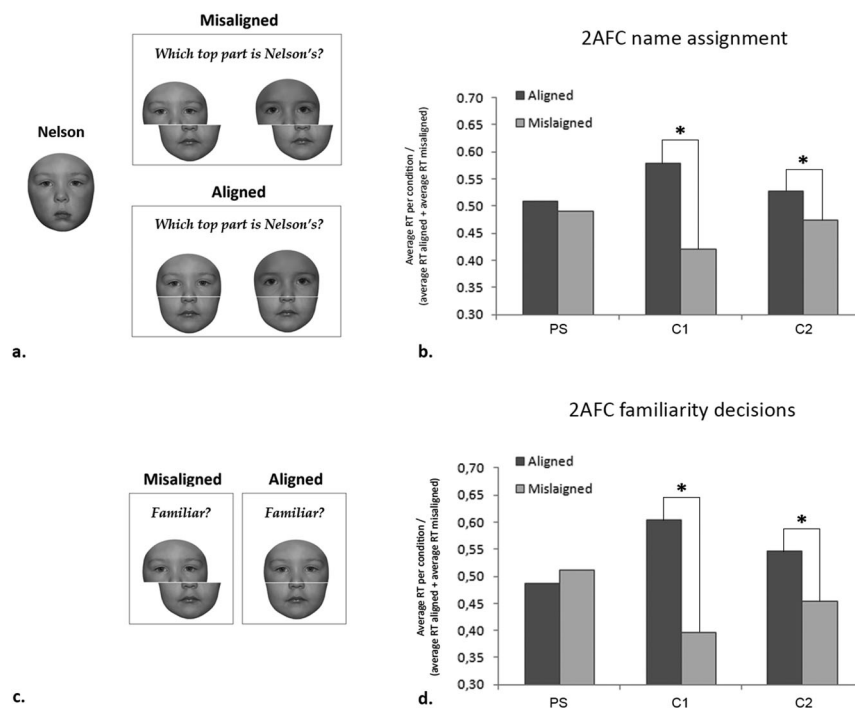 Misaligned
Which top part is Nelson's?
Nelson
Aligned
Which top part is Nelson's?
a.
2AFC name assignment
Aligned
Mislaigned
Average RT per condition /
(average RT aligned + average RT misaligned)
0.70
0.65
0.60
0.55
0.50
0.45
0.40
0.35
0.30
*
*
PS
C1
C2
b.
Misaligned
Aligned
Familiar?
Familiar?
c.
2AFC familiarity decisions
Aligned
Mislaigned
Average RT per condition /
(average RT aligned + average RT misaligned)
0,70
0,65
0,60
0,55
0,50
0,45
0,40
0,35
0,30
*
*
PS
C1
C2
d.